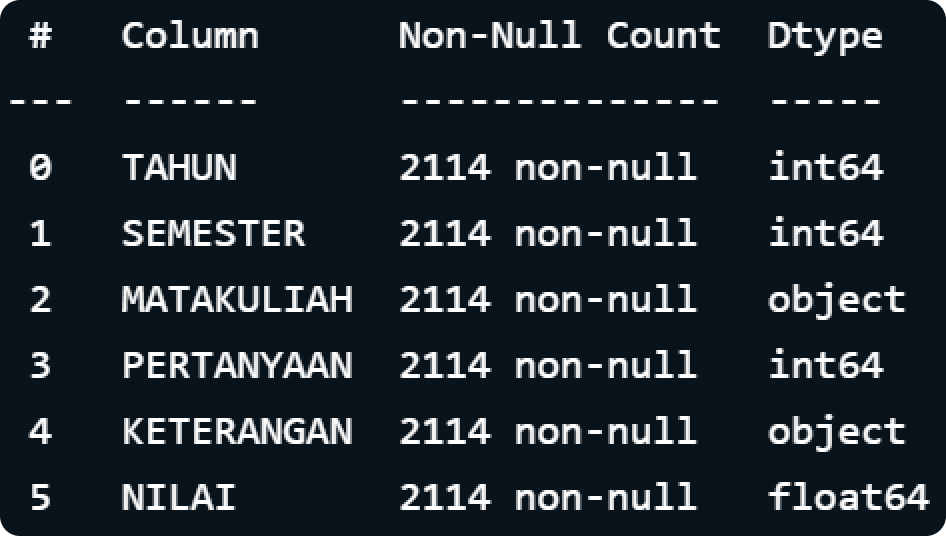 #   Column      Non-Null Count  Dtype
---  ------      --------------  -----
0   TAHUN       2114 non-null   int64
1   SEMESTER    2114 non-null   int64
2   MATAKULIAH  2114 non-null   object
3   PERTANYAAN  2114 non-null   int64
4   KETERANGAN  2114 non-null   object
5   NILAI       2114 non-null   float64